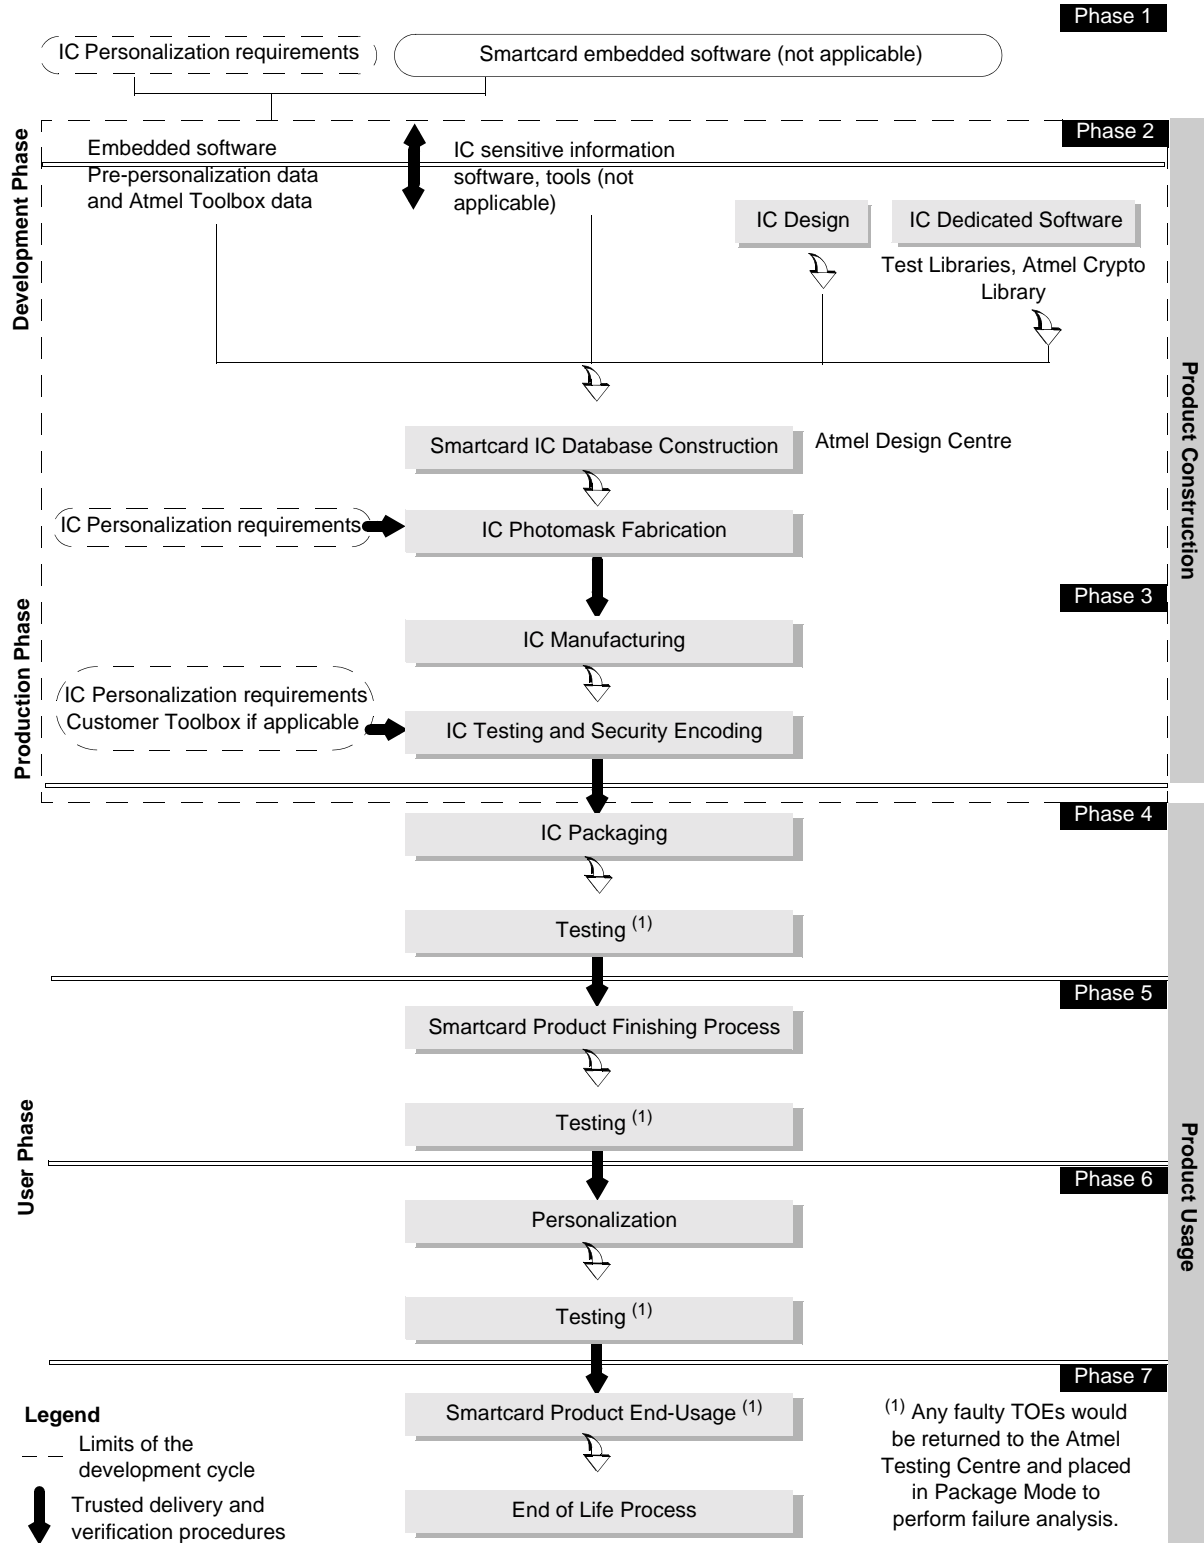 Phase 1
IC Personalization requirements
Smartcard embedded software (not applicable)
Development Phase
Phase 2
Embedded software
Pre-personalization data
and Atmel Toolbox data
IC sensitive information
software, tools (not
applicable)
IC Design
IC Dedicated Software
Test Libraries, Atmel Crypto
Library
Product Construction
Smartcard IC Database Construction
Atmel Design Centre
IC Personalization requirements
IC Photomask Fabrication
Phase 3
Production Phase
IC Manufacturing
IC Personalization requirements
Customer Toolbox if applicable
IC Testing and Security Encoding
Phase 4
IC Packaging
Testing (1)
Phase 5
Smartcard Product Finishing Process
User Phase
Testing (1)
Product Usage
Phase 6
Personalization
Testing (1)
Phase 7
Smartcard Product End-Usage (1)
End of Life Process
Legend
Limits of the
development cycle
Trusted delivery and
verification procedures
(1) Any faulty TOEs would
be returned to the Atmel
Testing Centre and placed
in Package Mode to
perform failure analysis.